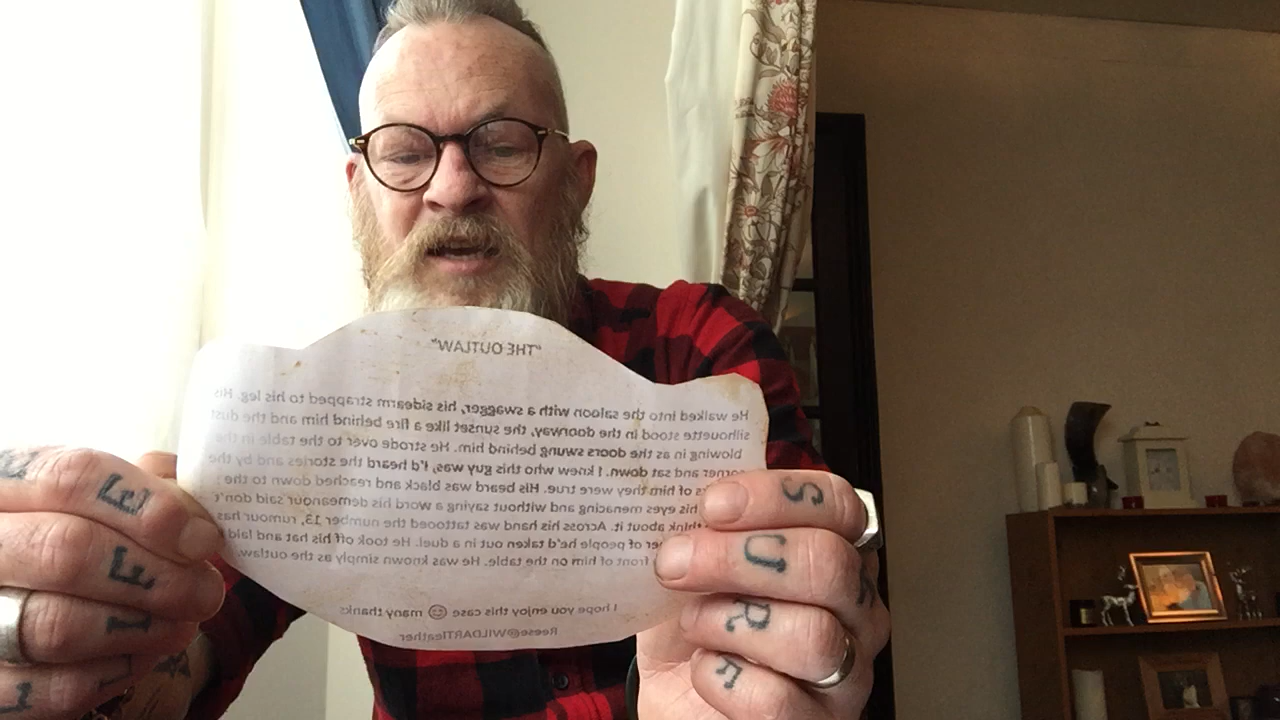 "THE OUTLAW"
He walked into the saloon with a swagger, his sidearm strapped to his leg. His
silhouette stood in the doorway, the sunset like a fire behind him and the dust
blowing in as the doors swung behind him. He strode over to the table in the
corner and sat down. I knew who this guy was, I'd heard the stories and by the
of him they were true. His beard was black and reached down to the
his eyes menacing and without saying a word his demeanour said don't
think about it. Across his hand was tattooed the number 13, rumour has
of people he'd taken out in a duel. He took off his hat and laid
front of him on the table. He was known simply as the outlaw.
I hope you enjoy this case 😊 many thanks
Reese@WILDARTleather
S
U
R
F
E
F
I
L